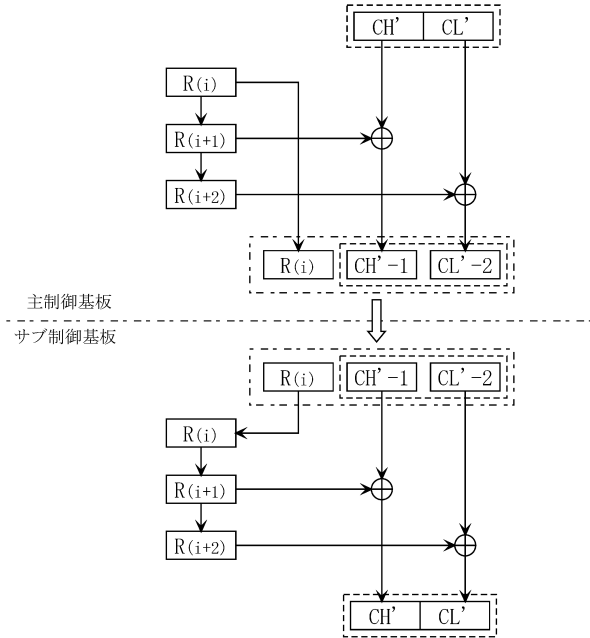 CH' CL'
R(i)
R(i+1)
R(i+2)
R(i) CH'-1 CL'-2
主制御基板
サブ制御基板
R(i) CH'-1 CL'-2
R(i)
R(i+1)
R(i+2)
CH' CL'